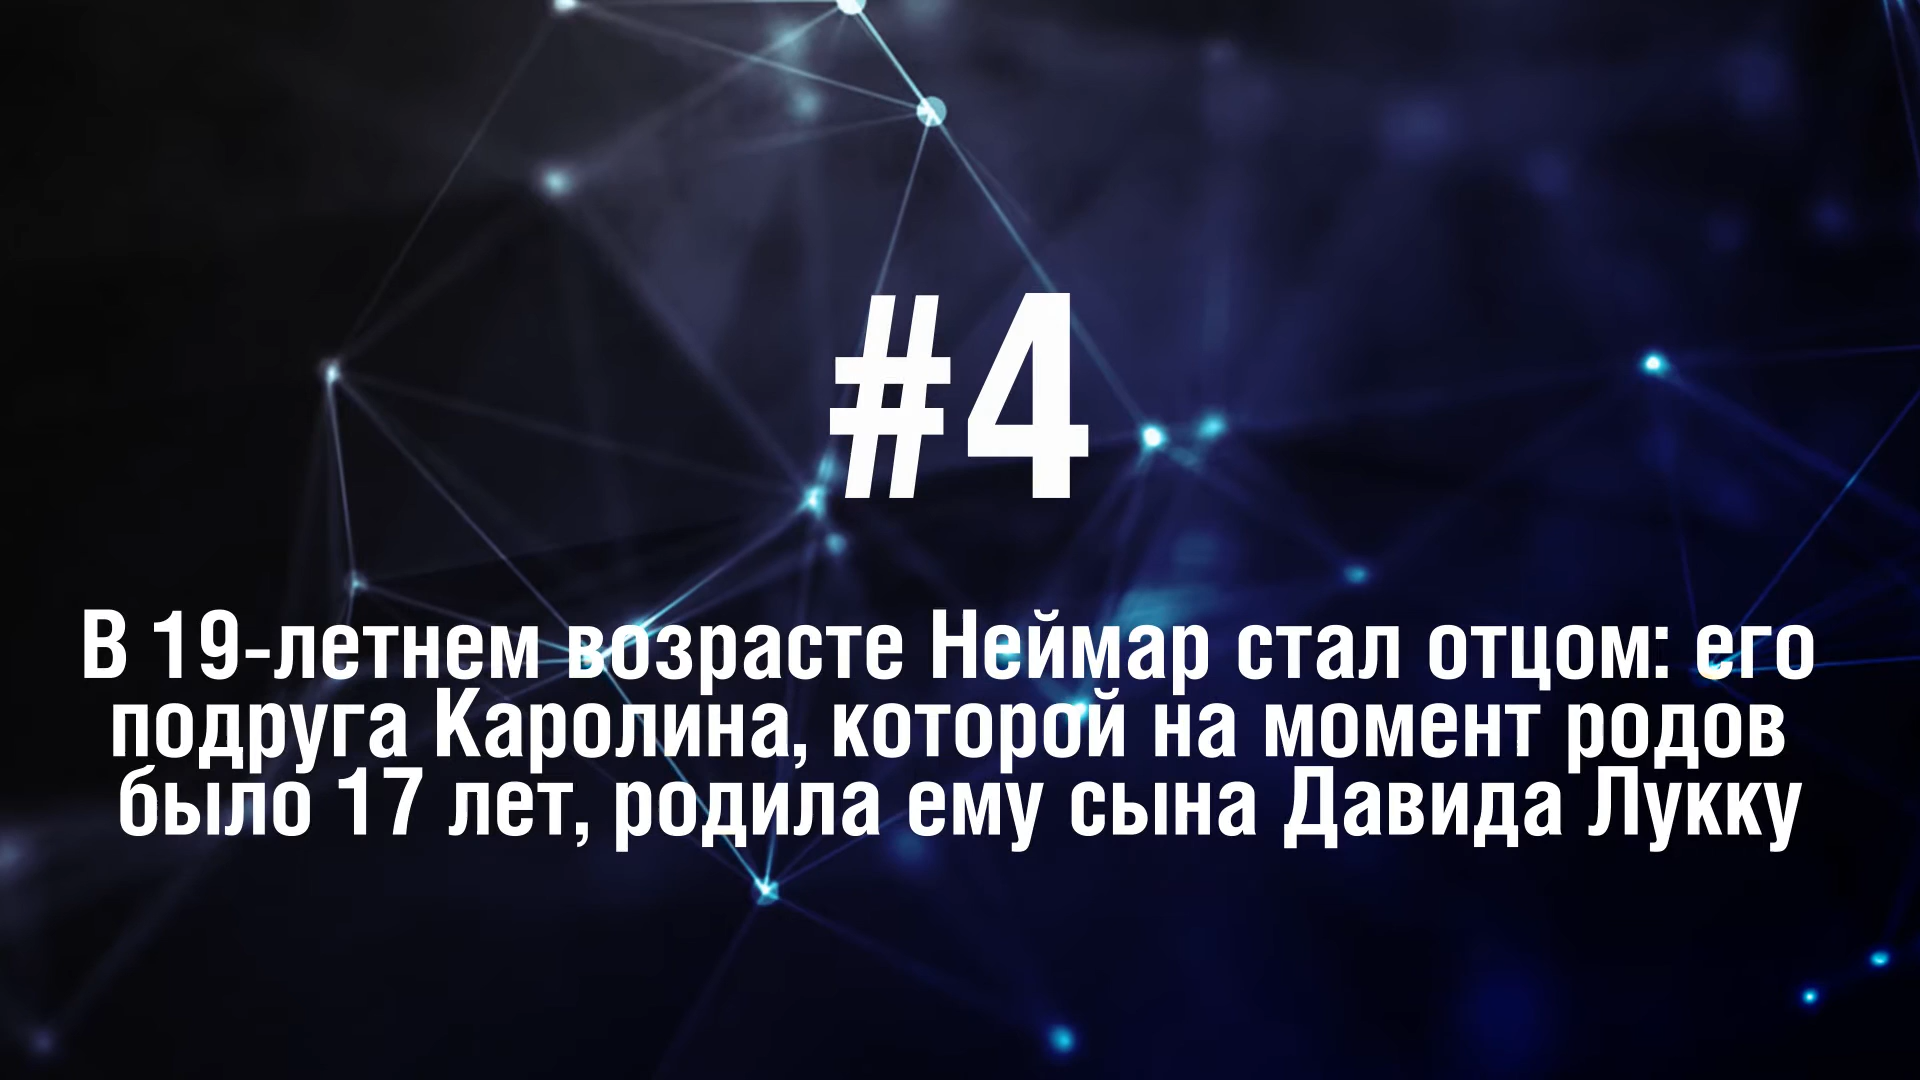 #4
В 19-летнем возрасте Неймар стал отцом: его
подруга Каролина, которой на момент родов
было 17 лет, родила ему сына Давида Лукку